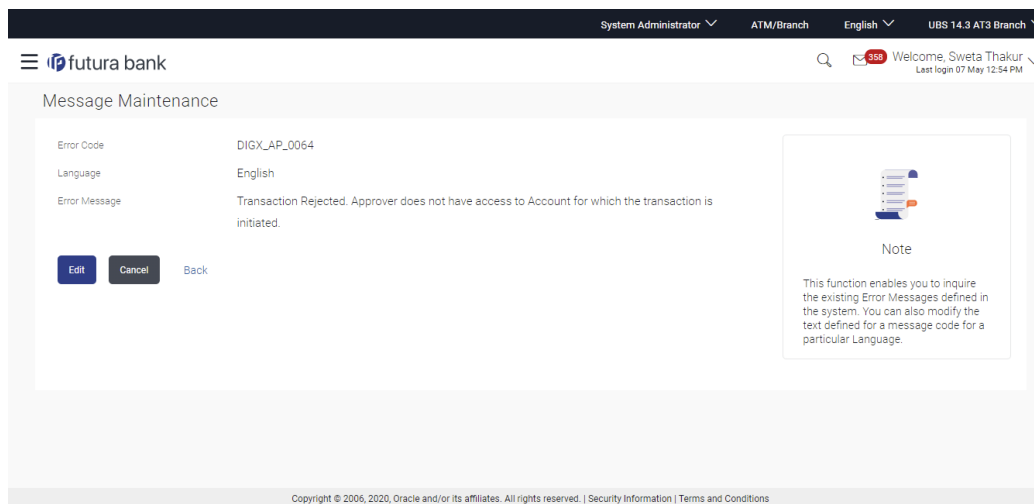 System Administrator ATM/Branch English UBS 14.3 AT3 Branch
futura bank
358
Welcome, Sweta Thakur
Last login 07 May 12:54 PM
Message Maintenance
Error Code DIGX_AP_0064
Language English
Error Message Transaction Rejected. Approver does not have access to Account for which the transaction is
initiated.
Edit Cancel Back
Note
This function enables you to inquire
the existing Error Messages defined in
the system. You can also modify the
text defined for a message code for a
particular Language.
Copyright © 2006, 2020, Oracle and/or its affiliates. All rights reserved. | Security Information | Terms and Conditions